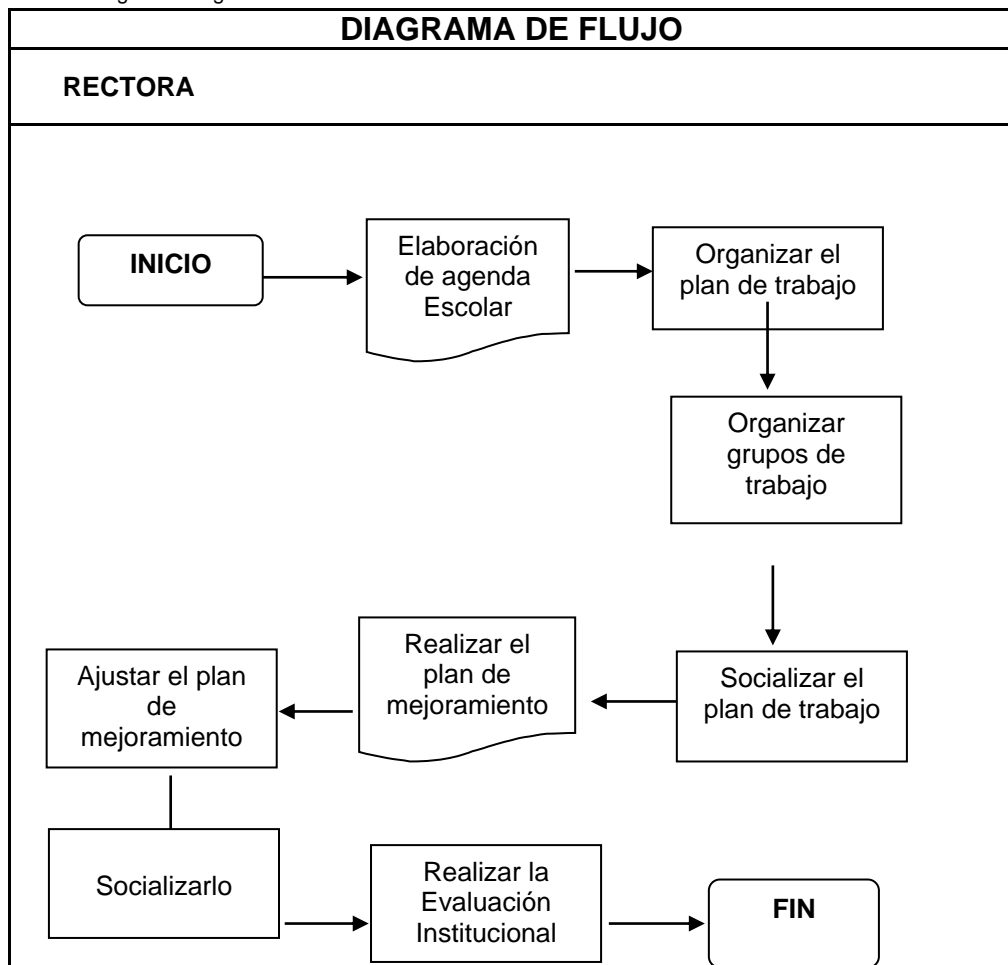 DIAGRAMA DE FLUJO
RECTORA
INICIO
Elaboración
de agenda
Escolar
Organizar el
plan de trabajo
Organizar
grupos de
trabajo
Socializar el
plan de trabajo
Realizar el
plan de
mejoramiento
Ajustar el plan
de
mejoramiento
Socializarlo
Realizar la
Evaluación
Institucional
FIN